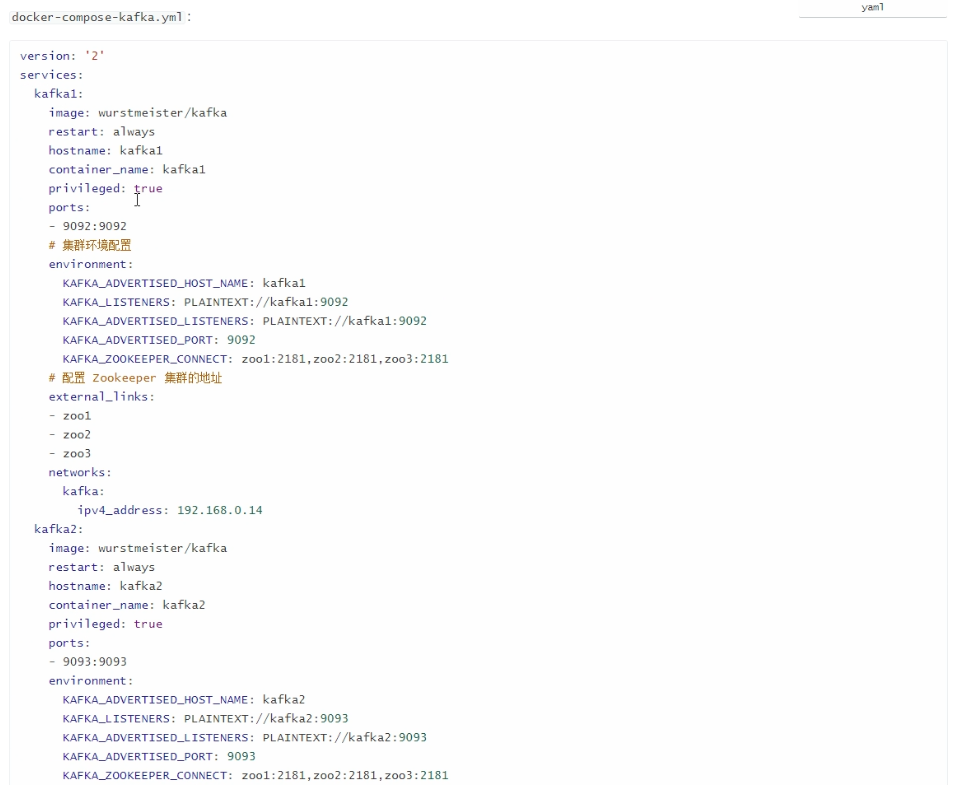 docker-compose-kafka.yml:
yaml
version: '2'
services:
  kafka1:
    image: wurstmeister/kafka
    restart: always
    hostname: kafka1
    container_name: kafka1
    privileged: true
    ports:
    - 9092:9092
    # 集群环境配置
    environment:
      KAFKA_ADVERTISED_HOST_NAME: kafka1
      KAFKA_LISTENERS: PLAINTEXT://kafka1:9092
      KAFKA_ADVERTISED_LISTENERS: PLAINTEXT://kafka1:9092
      KAFKA_ADVERTISED_PORT: 9092
      KAFKA_ZOOKEEPER_CONNECT: zoo1:2181,zoo2:2181,zoo3:2181
    # 配置 Zookeeper 集群的地址
    external_links:
    - zoo1
    - zoo2
    - zoo3
    networks:
      kafka:
        ipv4_address: 192.168.0.14
  kafka2:
    image: wurstmeister/kafka
    restart: always
    hostname: kafka2
    container_name: kafka2
    privileged: true
    ports:
    - 9093:9093
    environment:
      KAFKA_ADVERTISED_HOST_NAME: kafka2
      KAFKA_LISTENERS: PLAINTEXT://kafka2:9093
      KAFKA_ADVERTISED_LISTENERS: PLAINTEXT://kafka2:9093
      KAFKA_ADVERTISED_PORT: 9093
      KAFKA_ZOOKEEPER_CONNECT: zoo1:2181,zoo2:2181,zoo3:2181